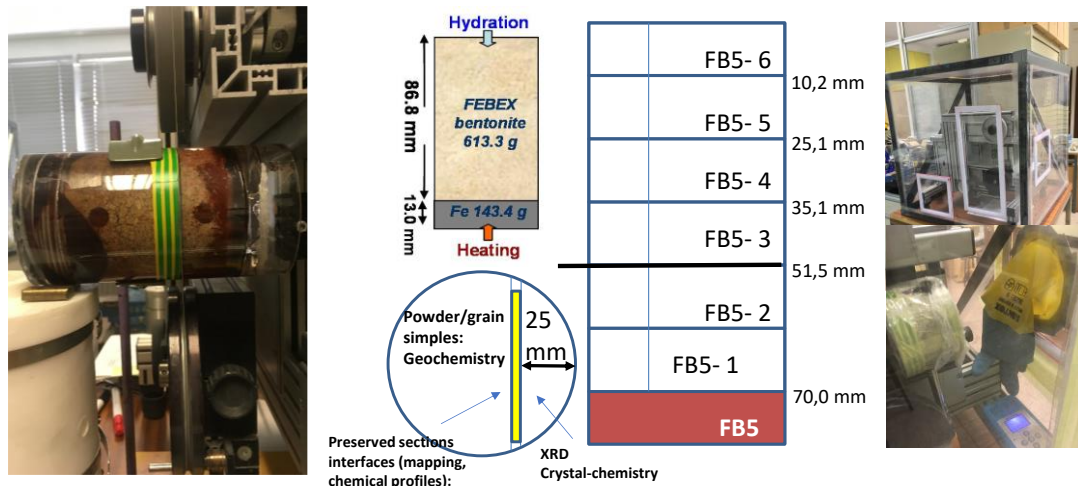 Hydration
86.8 mm
FEBEX
bentonite
613.3 g
13.0 mm
Fe 143.4 g
Heating
Powder/grain
simples:
Geochemistry
25
mm
Preserved sections
interfaces (mapping,
chemical profiles):
XRD
Crystal-chemistry
FB5- 6
10,2 mm
FB5- 5
25,1 mm
FB5- 4
35,1 mm
FB5- 3
51,5 mm
FB5- 2
FB5- 1
70,0 mm
FB5